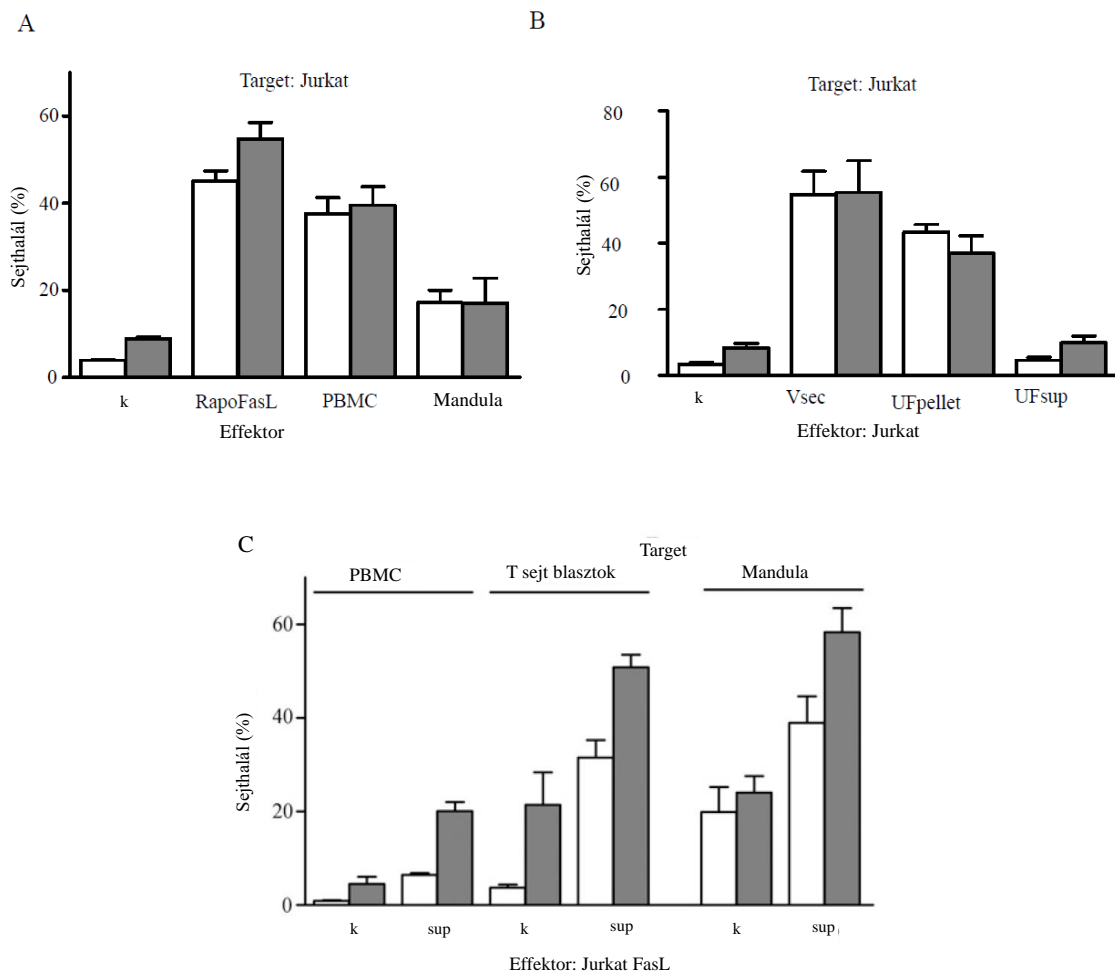 A
Target: Jurkat
Sejthalál (%)
60
40
20
0
k
RapoFasL
PBMC
Mandula
Effektor
B
Target: Jurkat
Sejthalál (%)
80
60
40
20
0
k
Vsec
UFpellet
UFsup
Effektor: Jurkat
C
Target
PBMC
T sejt blasztok
Mandula
Sejthalál (%)
60
40
20
0
k
sup
k
sup
k
sup
Effektor: Jurkat FasL